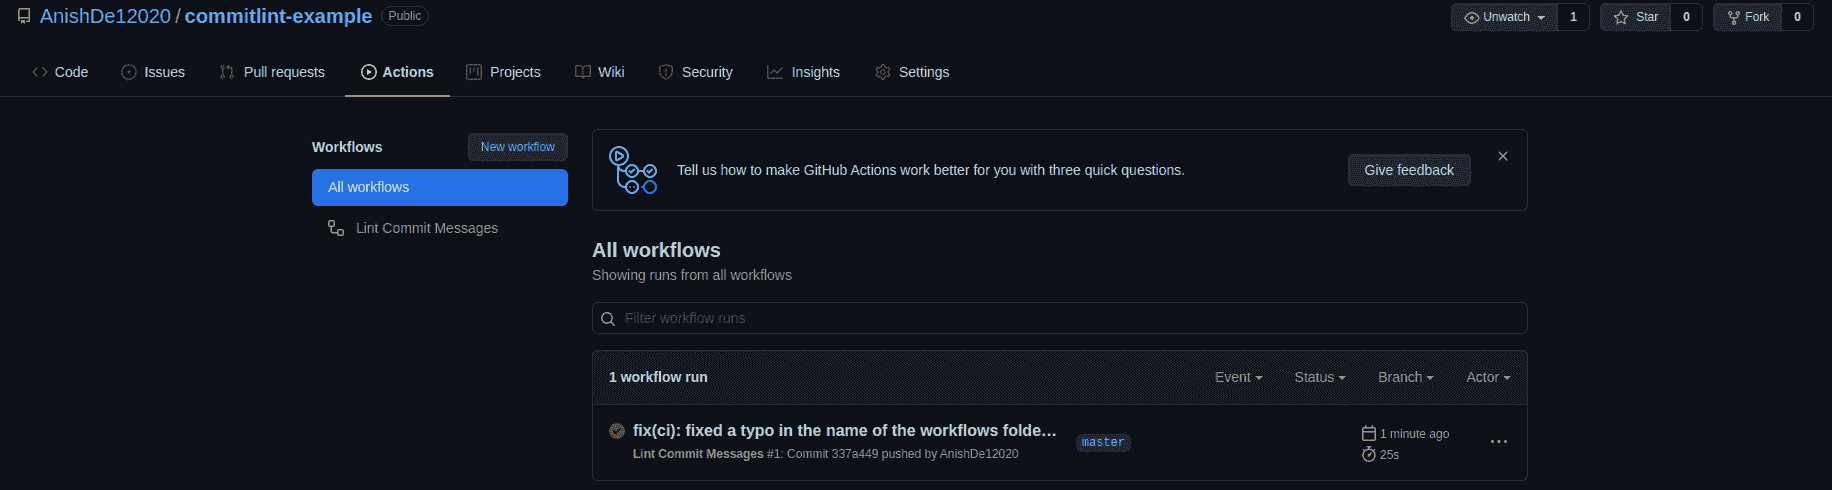 AnishDe12020 / commitlint-example Public
Unwatch 1 Star 0 Fork 0
Code Issues Pull requests Actions Projects Wiki Security Insights Settings
Workflows New workflow
All workflows
Lint Commit Messages
Tell us how to make GitHub Actions work better for you with three quick questions. Give feedback
All workflows
Showing runs from all workflows
Filter workflow runs
1 workflow run Event Status Branch Actor
fix(ci): fixed a typo in the name of the workflows folde... master 1 minute ago
Lint Commit Messages #1: Commit 337a449 pushed by AnishDe12020 25s